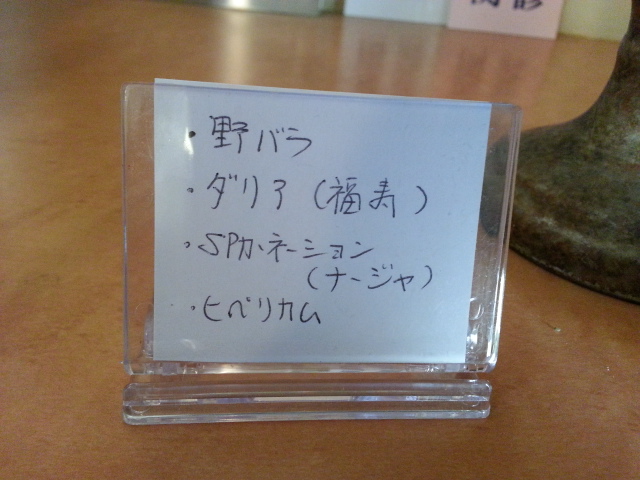 ・野バラ
・ダリア（福寿）
・SPカーネーション
（ナージャ）
・ヒペリカム